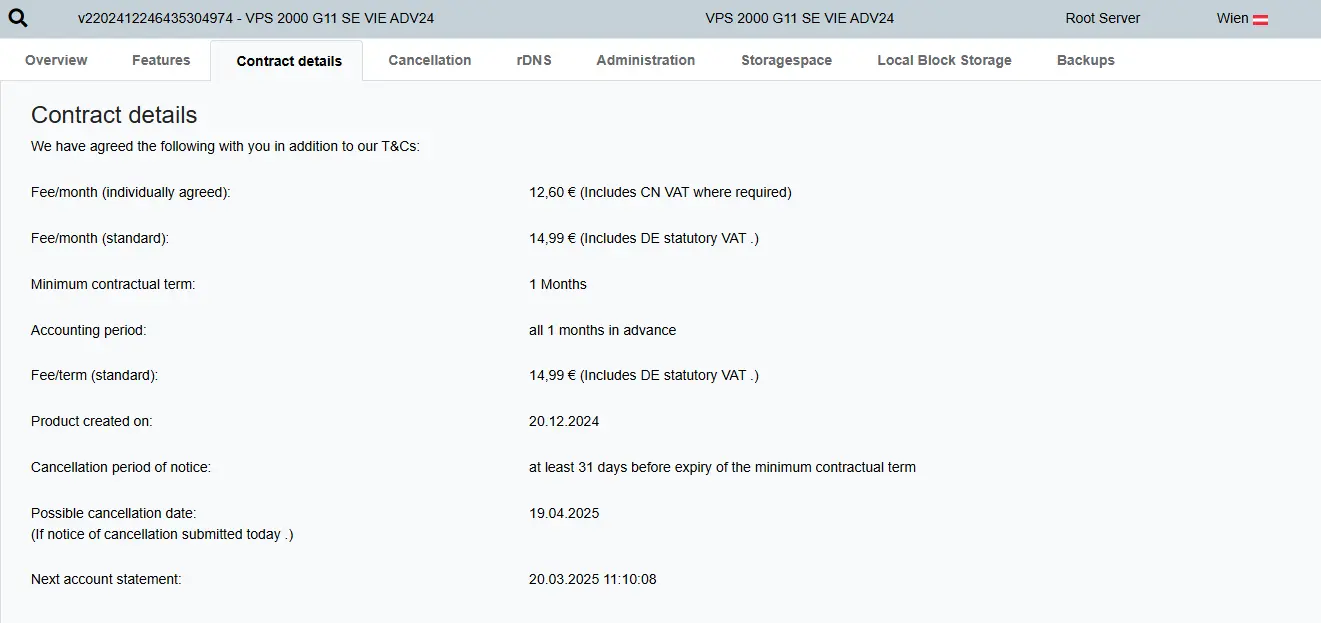 v2202412246435304974 - VPS 2000 G11 SE VIE ADV24 VPS 2000 G11 SE VIE ADV24 Root Server Wien
Overview Features Contract details Cancellation rDNS Administration Storagespace Local Block Storage Backups
Contract details
We have agreed the following with you in addition to our T&Cs:
Fee/month (individually agreed): 12,60 € (Includes CN VAT where required)
Fee/month (standard): 14,99 € (Includes DE statutory VAT .)
Minimum contractual term: 1 Months
Accounting period: all 1 months in advance
Fee/term (standard): 14,99 € (Includes DE statutory VAT .)
Product created on: 20.12.2024
Cancellation period of notice: at least 31 days before expiry of the minimum contractual term
Possible cancellation date: 19.04.2025
(If notice of cancellation submitted today .)
Next account statement: 20.03.2025 11:10:08